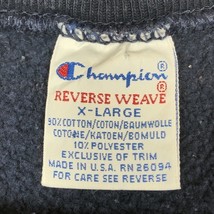 Champion®
REVERSE WEAVE®
X-LARGE
90% COTTON/COTON/BAUMWOLLE
COTONE/KATOEN/BOMULD
10% POLYESTER
EXCLUSIVE OF TRIM
MADE IN U.S.A. RN 26094
FOR CARE SEE REVERSE